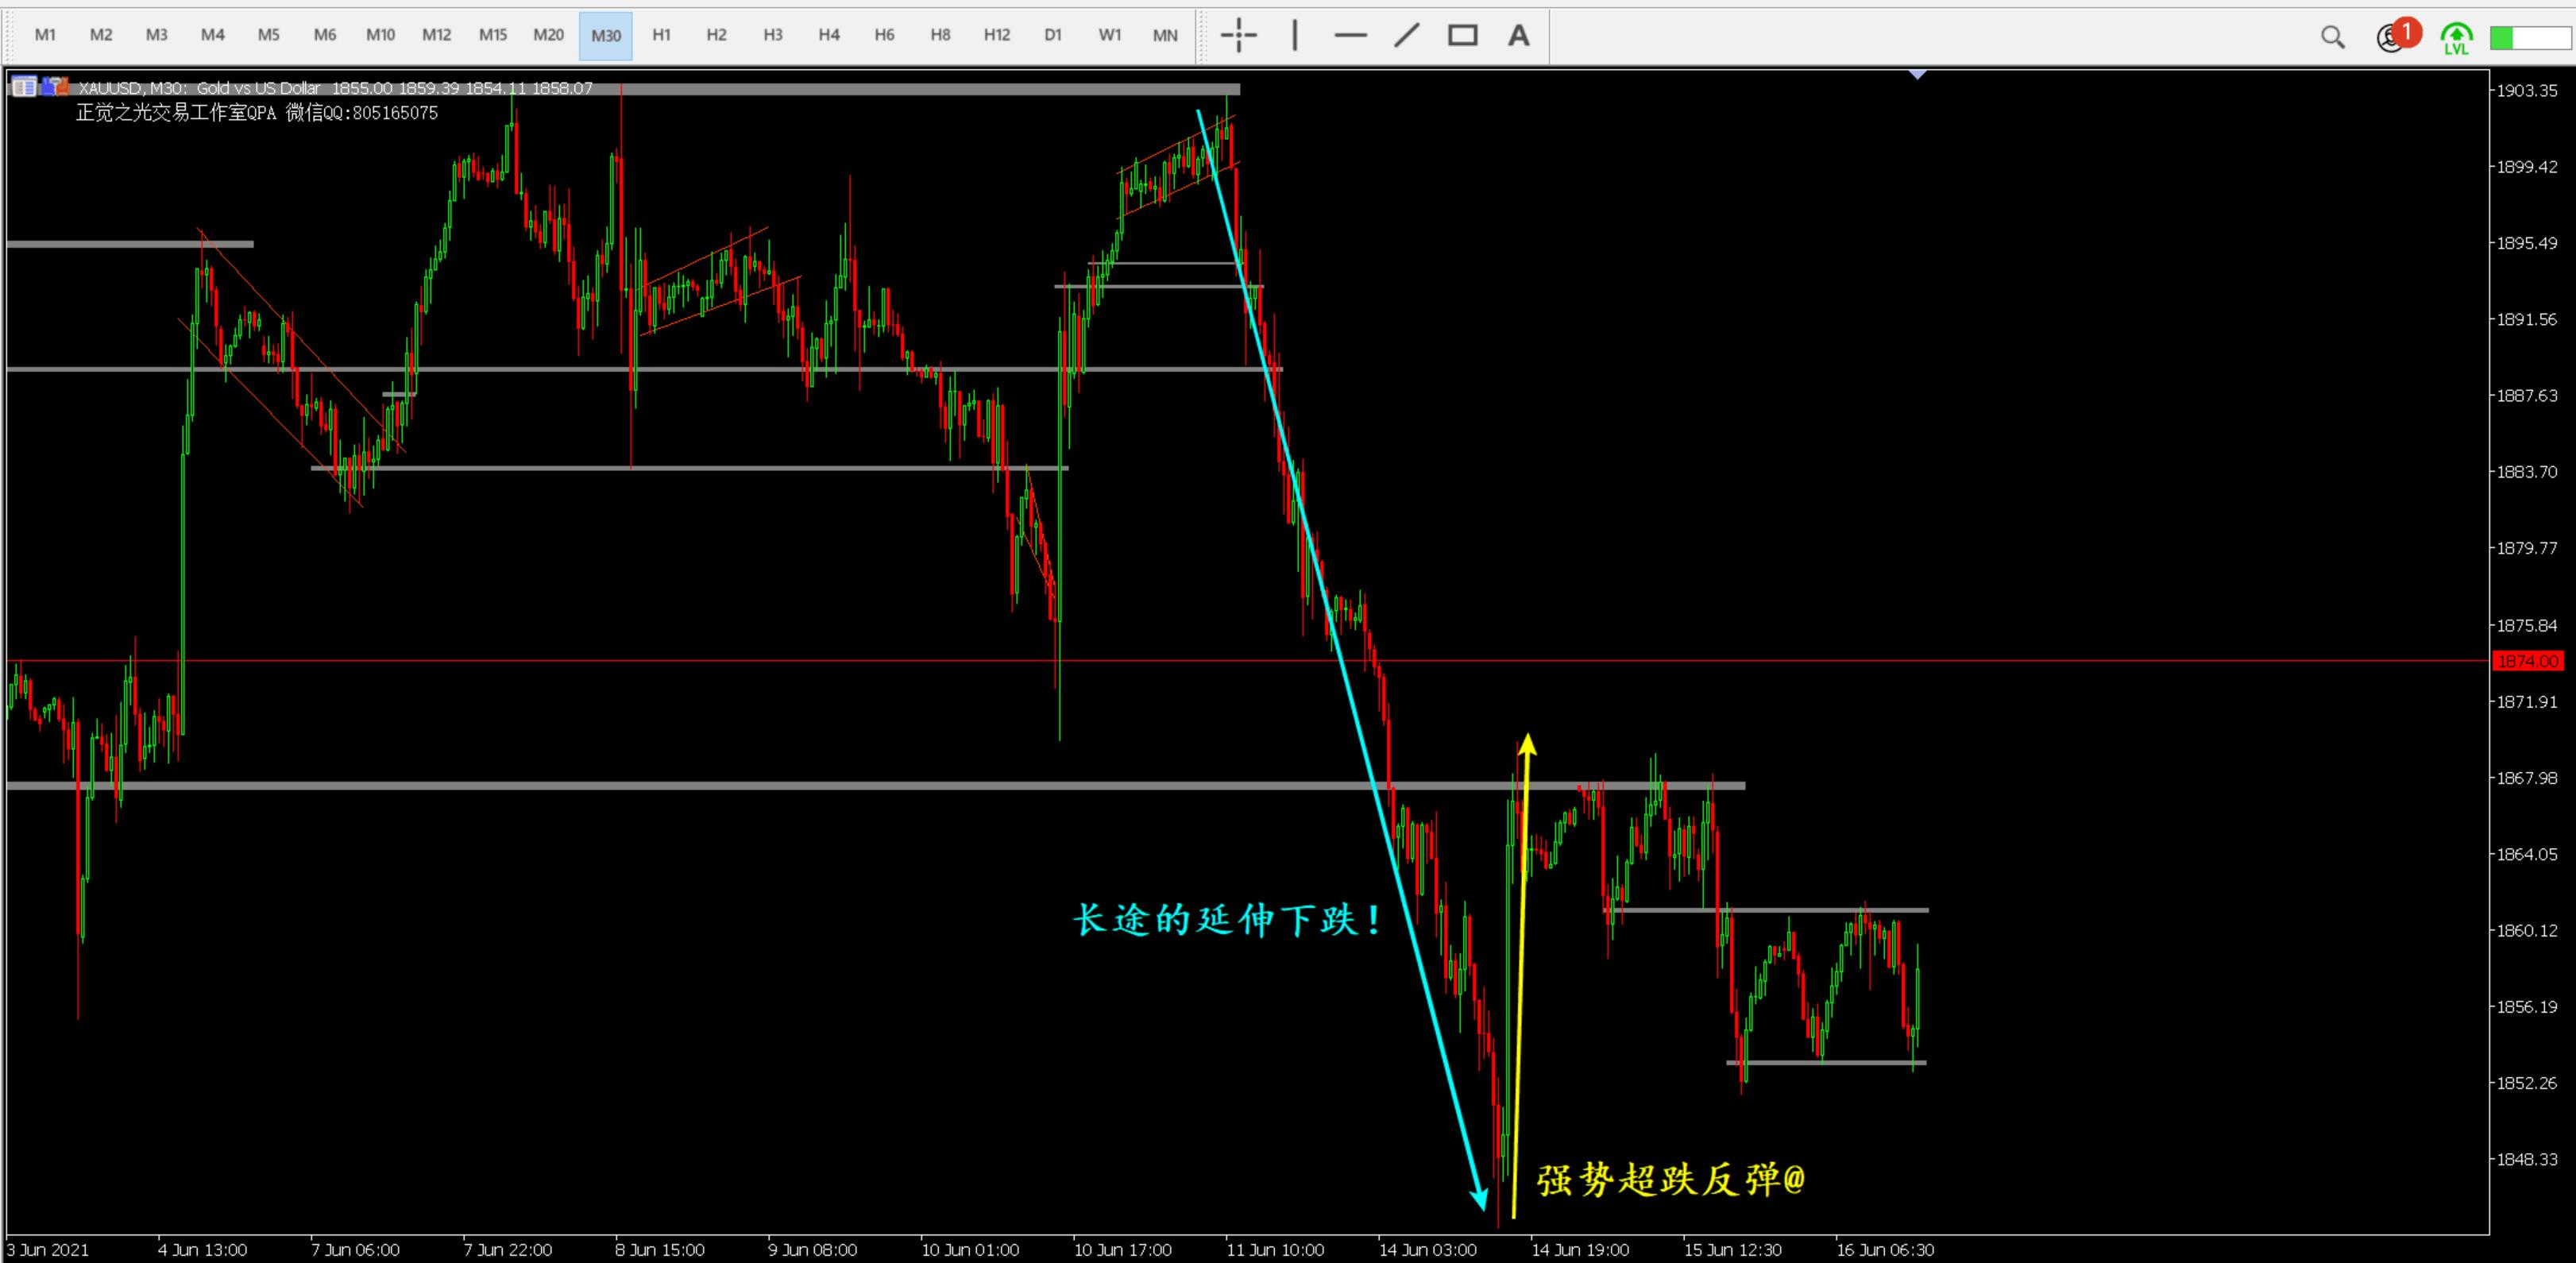 M1 M2 M3 M4 M5 M6 M10 M12 M15 M20 M30 H1 H2 H3 H4 H6 H8 H12 D1 W1 MN A 1 LVL
XAUUSD, M30: Gold vs US Dollar 1855.00 1859.39 1854.11 1858.07
正觉之光交易工作室QPA 微信QQ:805165075
1903.35
1899.42
1895.49
1891.56
1887.63
1883.70
1879.77
1875.84
1874.00
1871.91
1867.98
1864.05
长途的延伸下跌!
1860.12
1856.19
1852.26
强势超跌反弹@
1848.33
3 Jun 2021 4 Jun 13:00 7 Jun 06:00 7 Jun 22:00 8 Jun 15:00 9 Jun 08:00 10 Jun 01:00 10 Jun 17:00 11 Jun 10:00 14 Jun 03:00 14 Jun 19:00 15 Jun 12:30 16 Jun 06:30